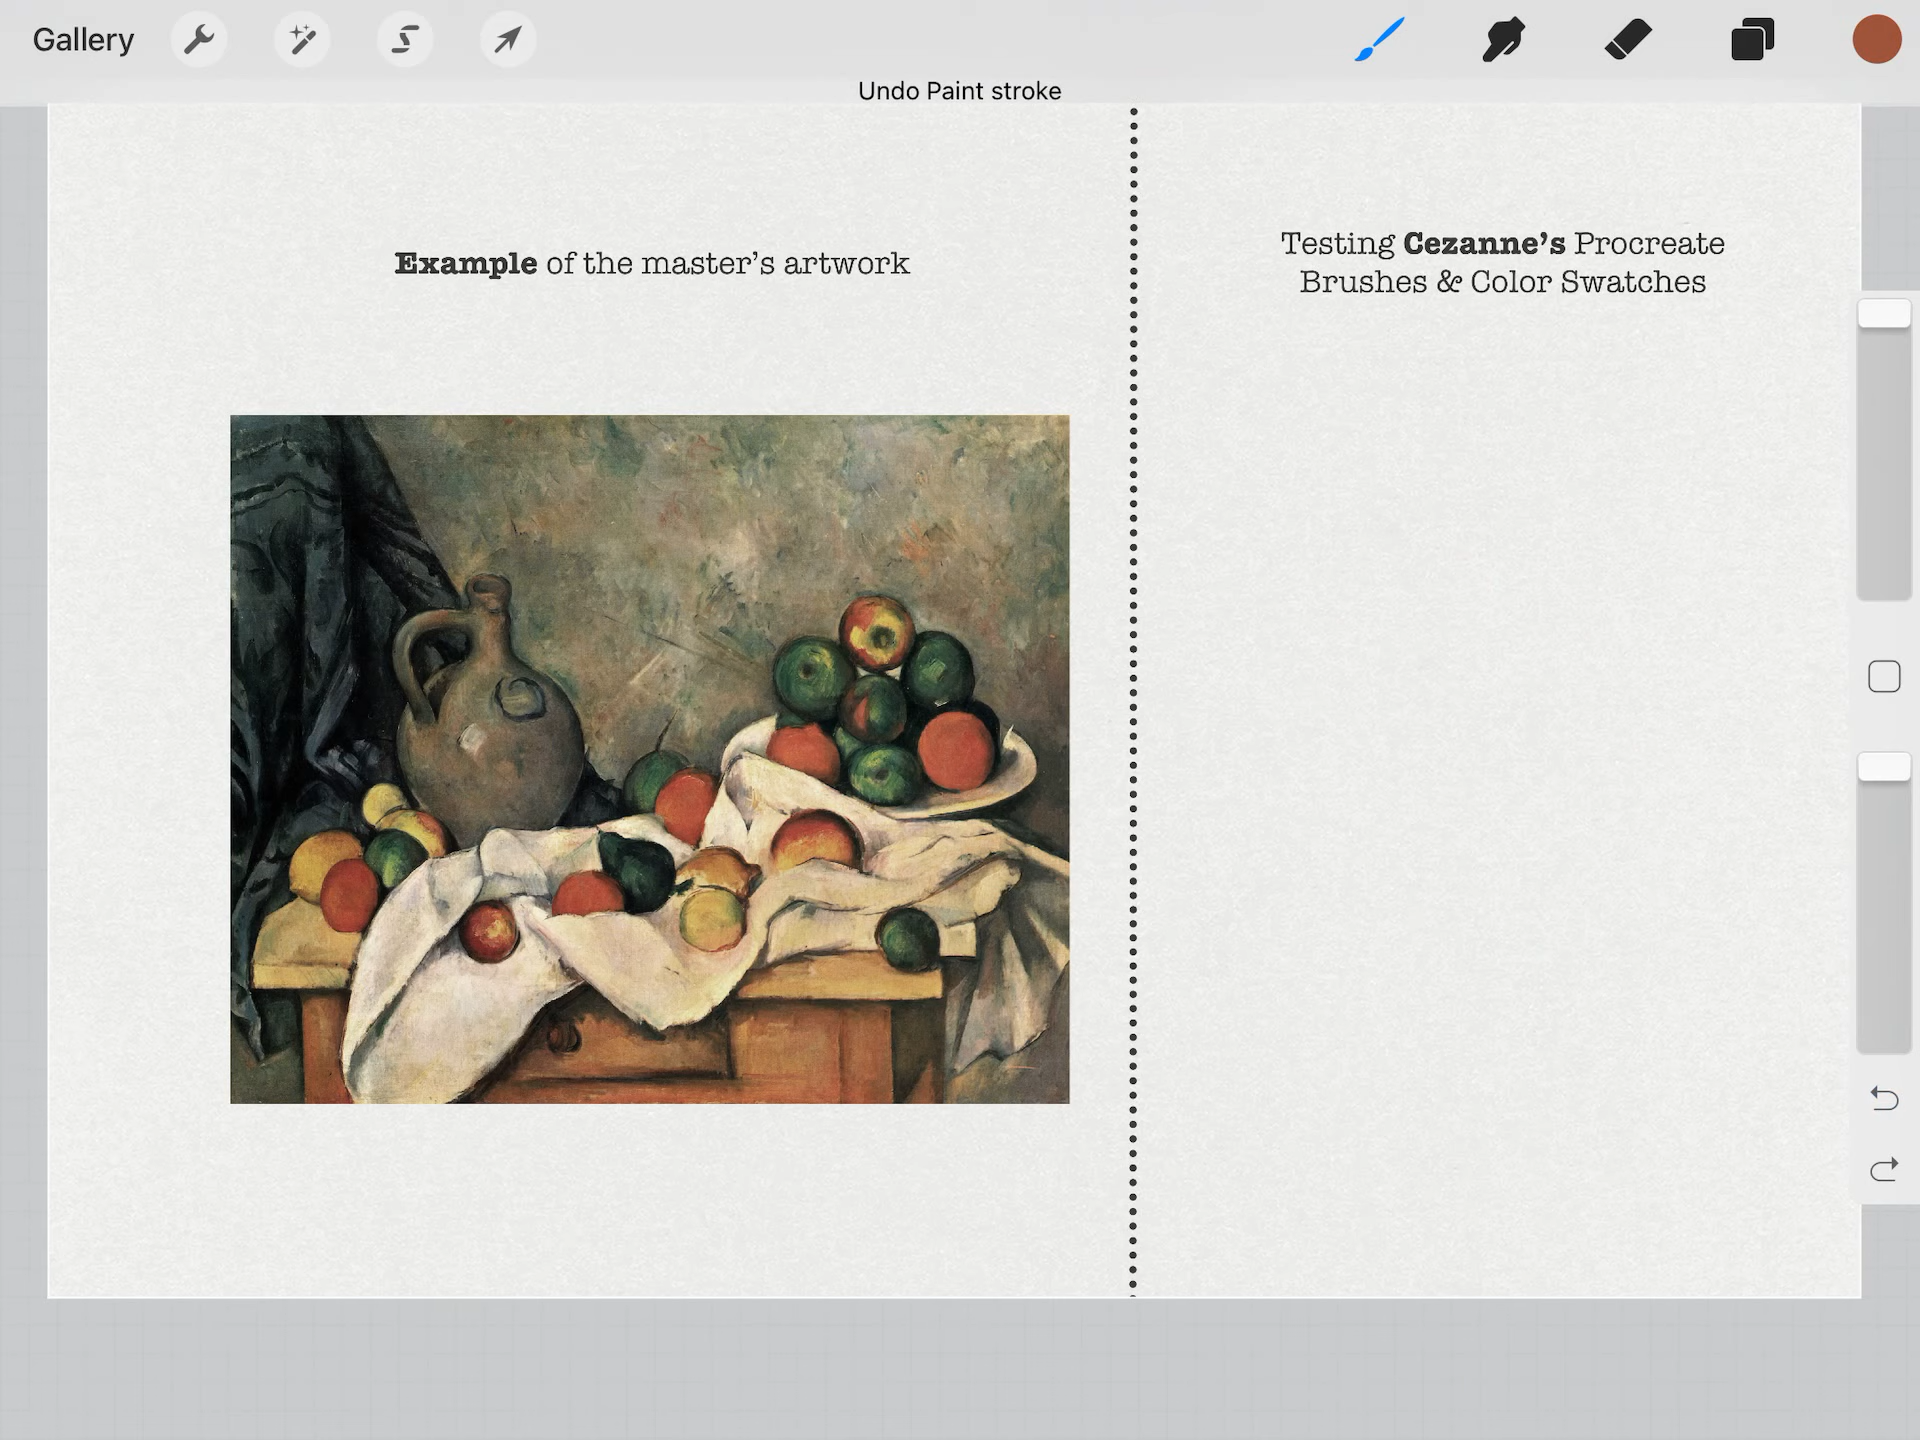 Gallery
Undo Paint stroke
Example of the master's artwork
Testing Cezanne's Procreate
Brushes & Color Swatches